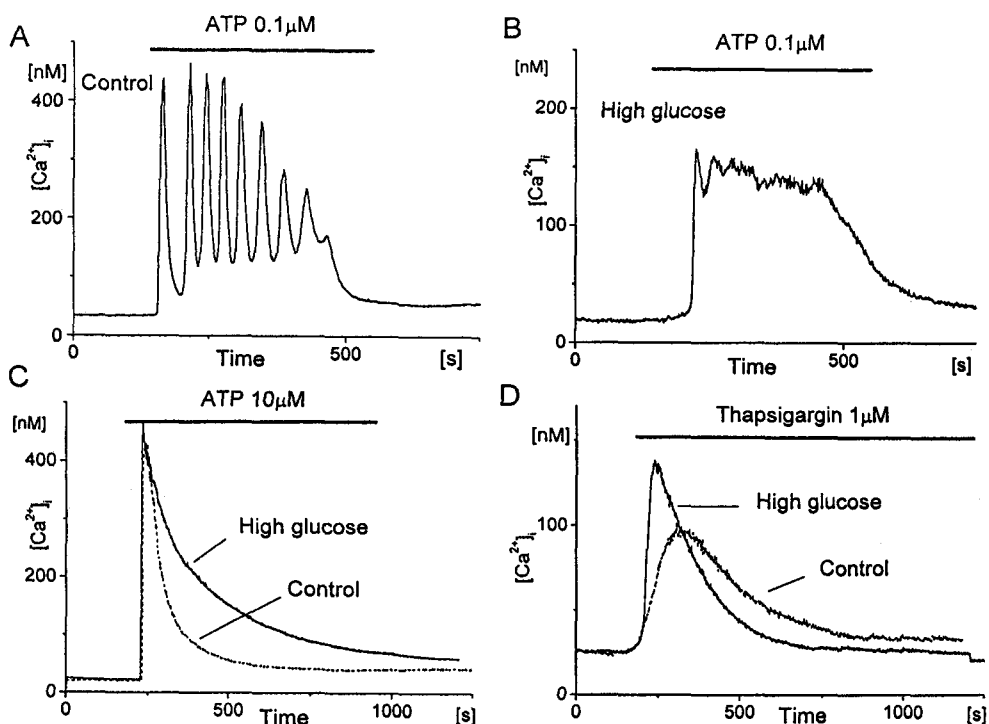 A
ATP 0.1μM
[nM]
Control
400
200
0
[Ca²⁺]ᵢ
0
Time
500
[s]
B
ATP 0.1μM
[nM]
High glucose
200
100
0
[Ca²⁺]ᵢ
0
Time
500
[s]
C
ATP 10μM
[nM]
400
200
0
[Ca²⁺]ᵢ
High glucose
Control
0
500
Time
1000
[s]
D
Thapsigargin 1μM
[nM]
100
0
[Ca²⁺]ᵢ
High glucose
Control
0
500
Time
1000
[s]